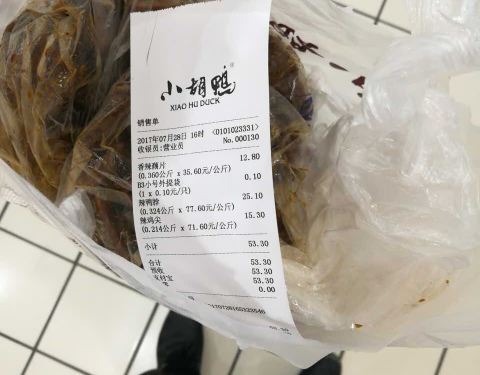 小胡鸭®
XIAO HU DUCK
销售单
2017年07月28日 16时 <0101023331>
收银员:营业员 No.000130
香辣藕片 12.80
(0.360公斤 x 35.60元/公斤)
B3小号外提袋 0.10
(1 x 0.10元/只)
辣鸭脖 25.10
(0.324公斤 x 77.60元/公斤)
辣鸡尖 15.30
(0.214公斤 x 71.60元/公斤)
小计 53.30
合计 53.30
预收 53.30
支付宝 53.30
零 0.00